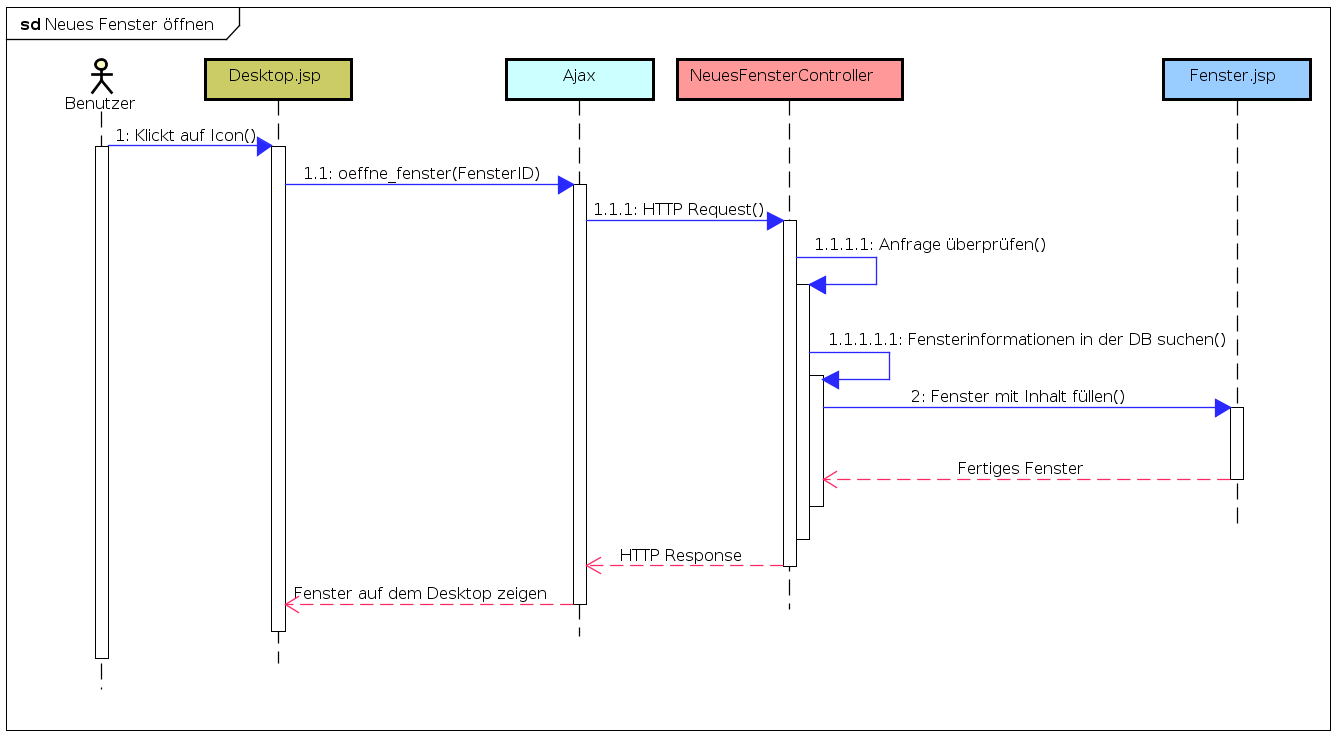 sd Neues Fenster öffnen
Benutzer
Desktop.jsp
Ajax
NeuesFensterController
Fenster.jsp
1: Klickt auf Icon()
1.1: oeffne_fenster(FensterID)
1.1.1: HTTP Request()
1.1.1.1: Anfrage überprüfen()
1.1.1.1.1: Fensterinformationen in der DB suchen()
2: Fenster mit Inhalt füllen()
Fertiges Fenster
HTTP Response
Fenster auf dem Desktop zeigen